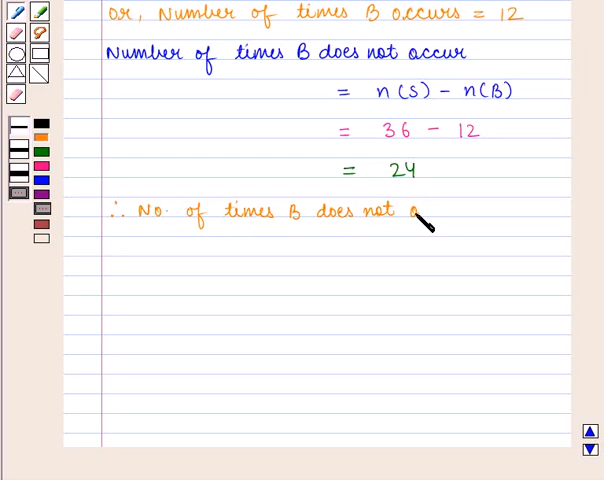 or, Number of times B occurs = 12
Number of times B does not occur
= n(S) - n(B)
= 36 - 12
= 24
∴ No. of times B does not o